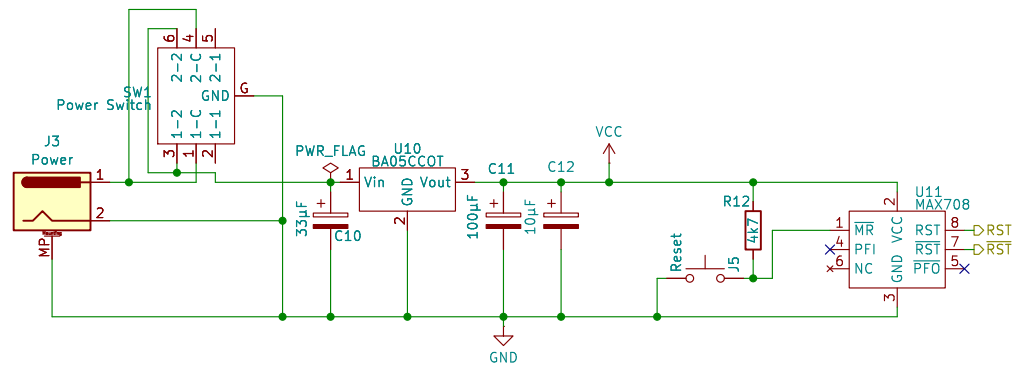 6 4 5
2-2 2-C 2-1
SW1
Power Switch
GND G
1-2 1-C 1-1
3 1 2
J3
Power
1
2
MP
PWR_FLAG
33µF
C10
U10
BA05CCOT
1 Vin Vout 3
GND
2
C11
100µF
C12
10µF
VCC
GND
R12
4k7
Reset
J5
U11
MAX708
2
VCC
1 MR RST 8 RST
4 PFI RST 7 RST
6 NC PFO 5
GND
3